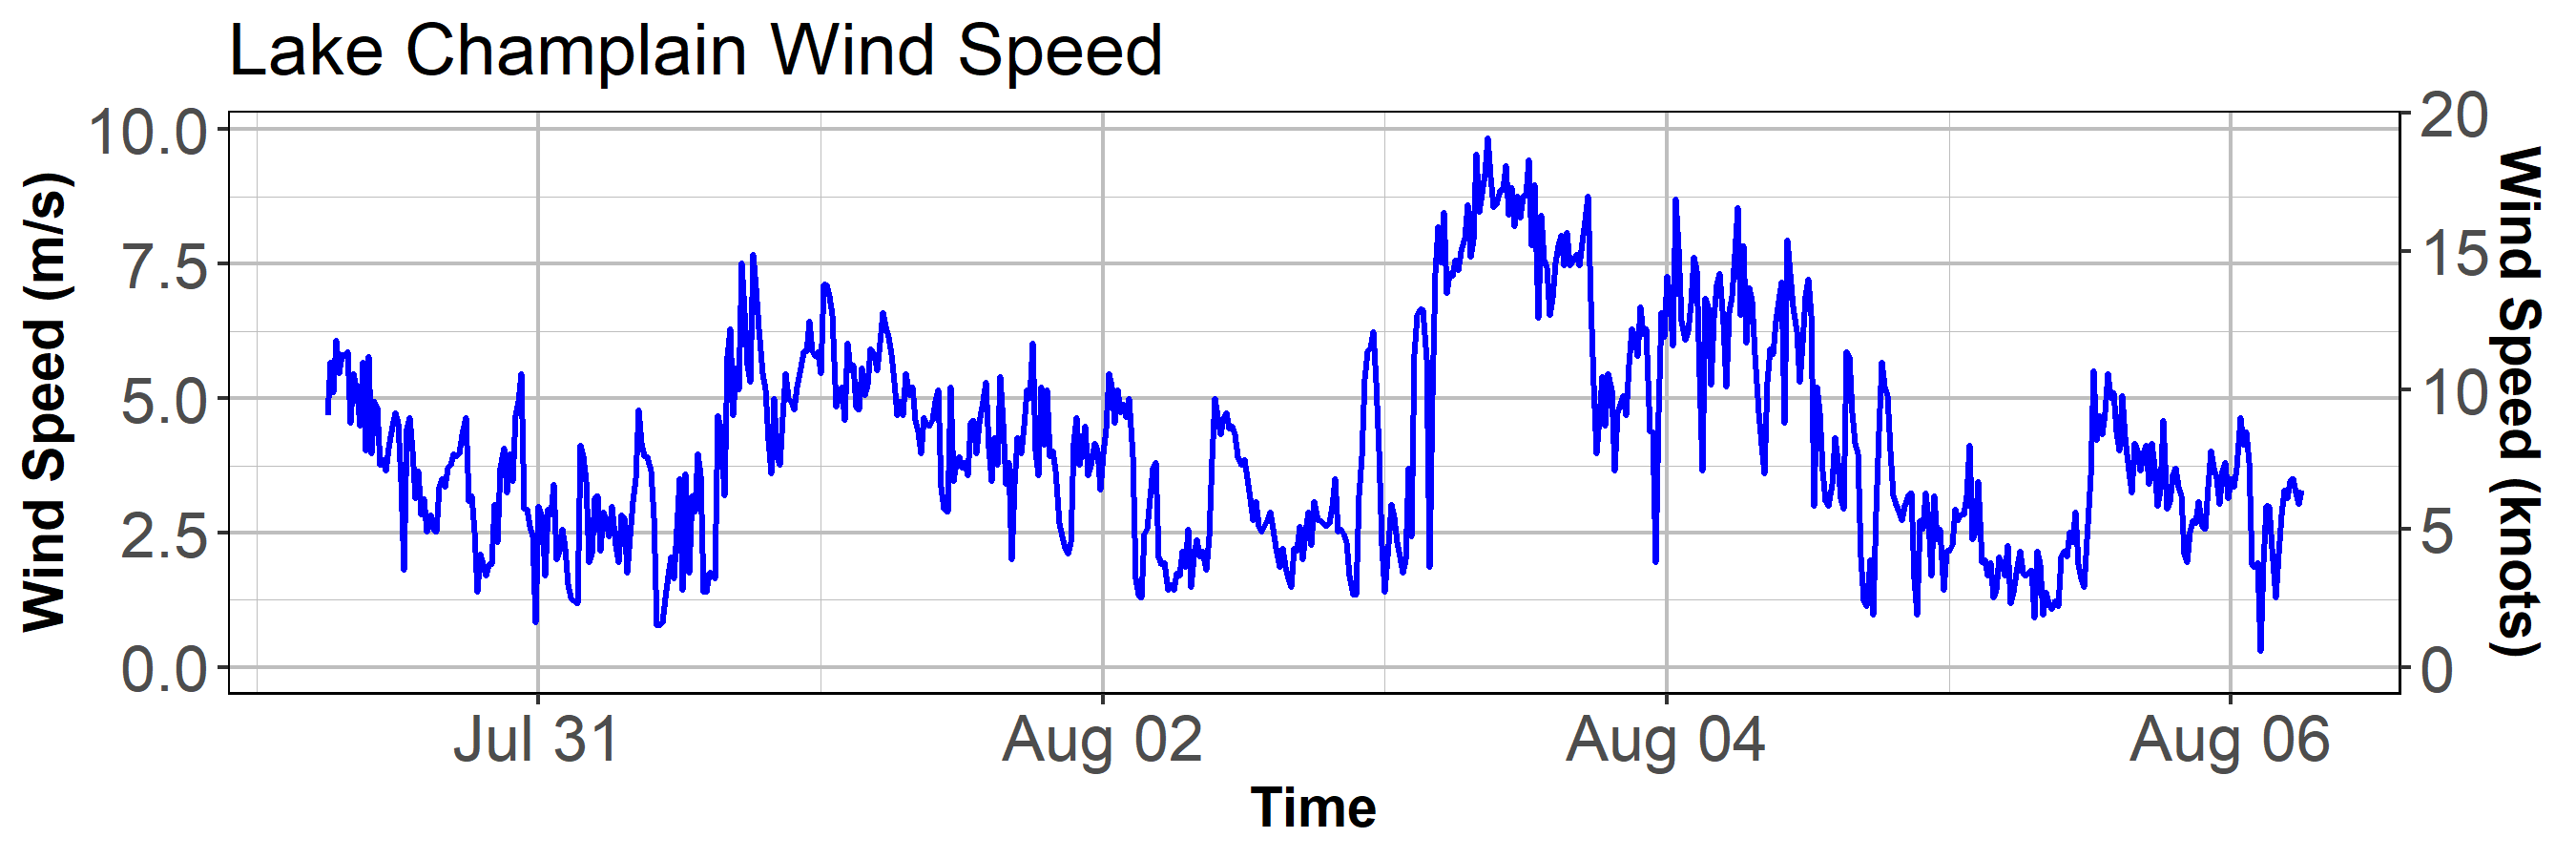 Lake Champlain Wind Speed
Wind Speed (m/s)
10.0
7.5
5.0
2.5
0.0
20
15
10
5
0
Wind Speed (knots)
Jul 31
Aug 02
Aug 04
Aug 06
Time